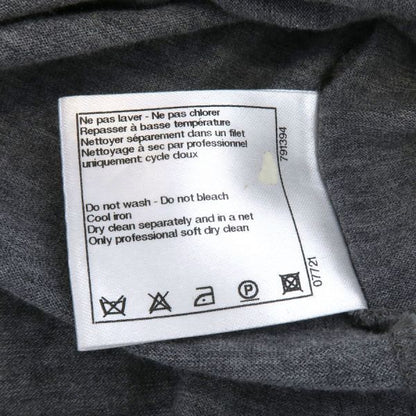 Ne pas laver - Ne pas chlorer
Repasser à basse température
Nettoyer séparement dans un filet
Nettoyage à sec par professionnel
uniquement cycle doux
Do not wash - Do not bleach
Cool iron
Dry clean separately and in a net
Only professional soft dry clean
P
791394
07721